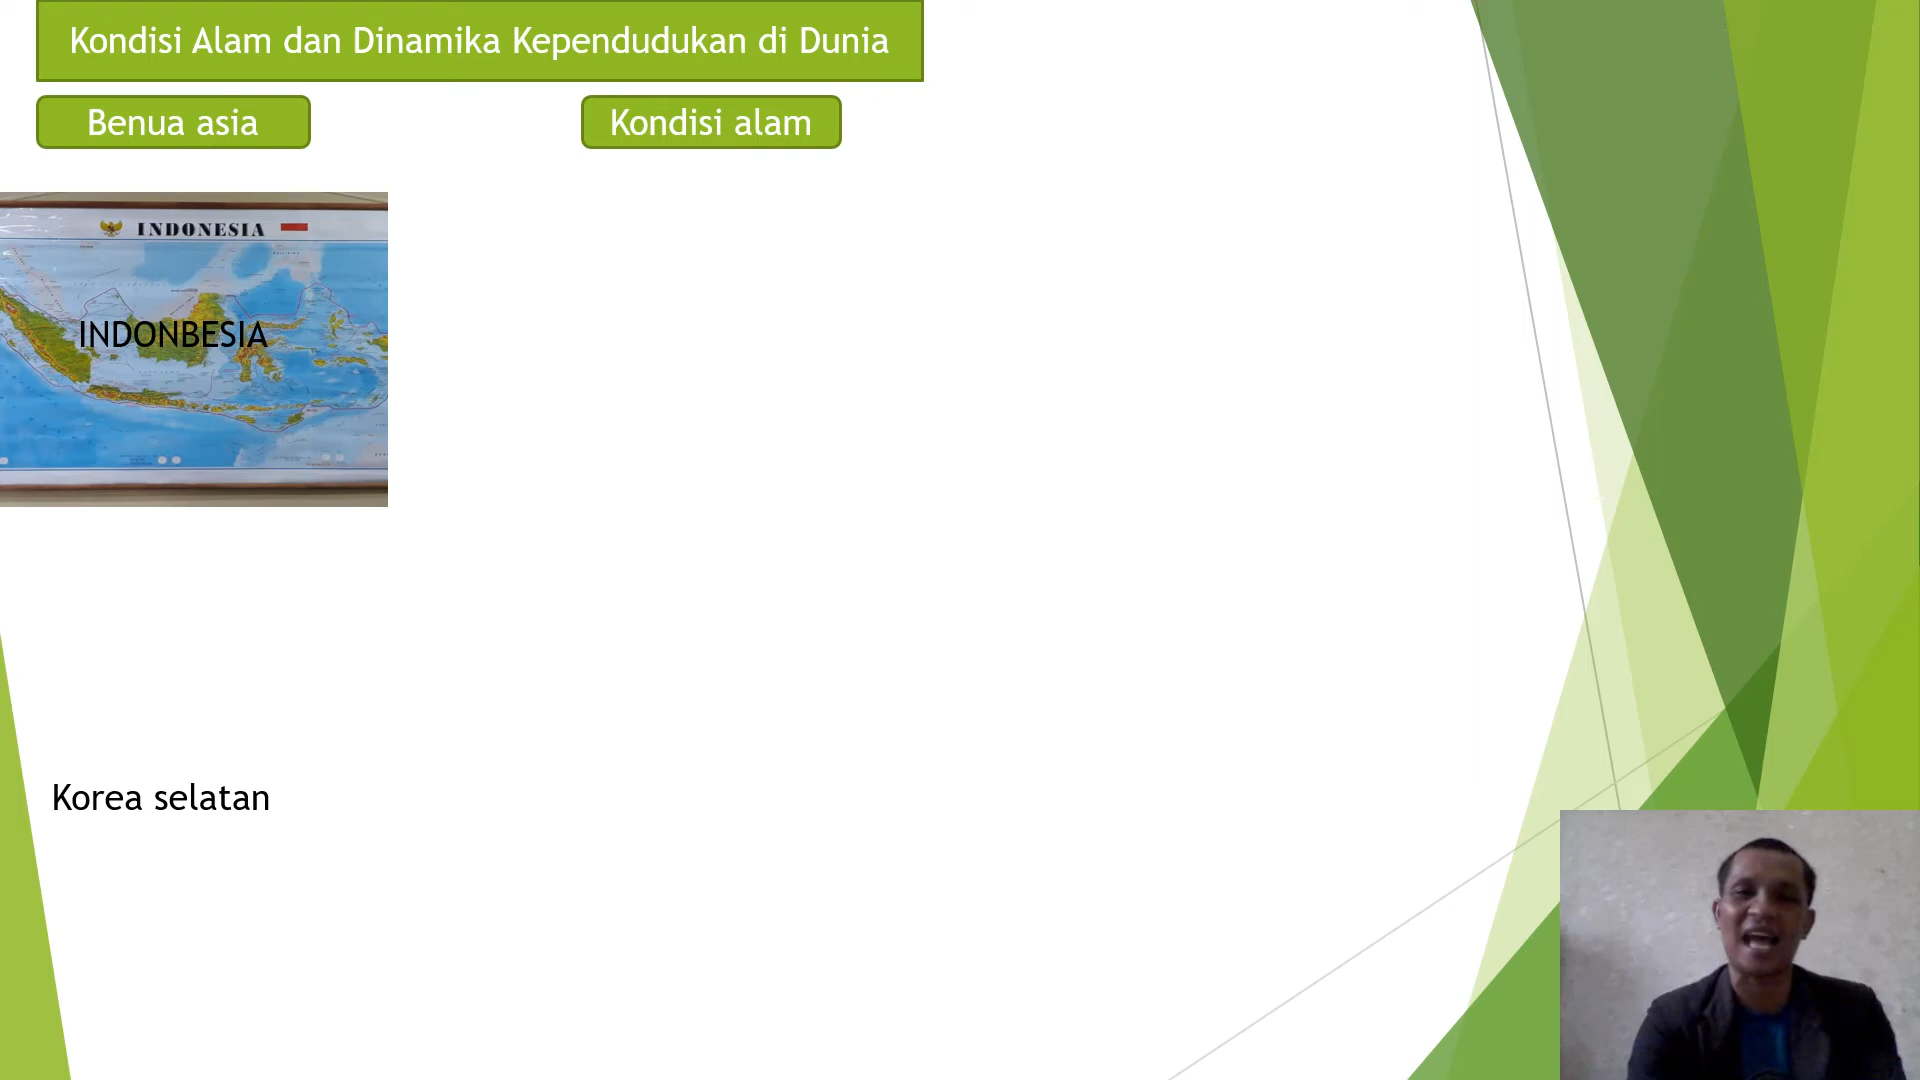 Kondisi Alam dan Dinamika Kependudukan di Dunia
Benua asia
Kondisi alam
INDONESIA
INDONBESIA
Korea selatan